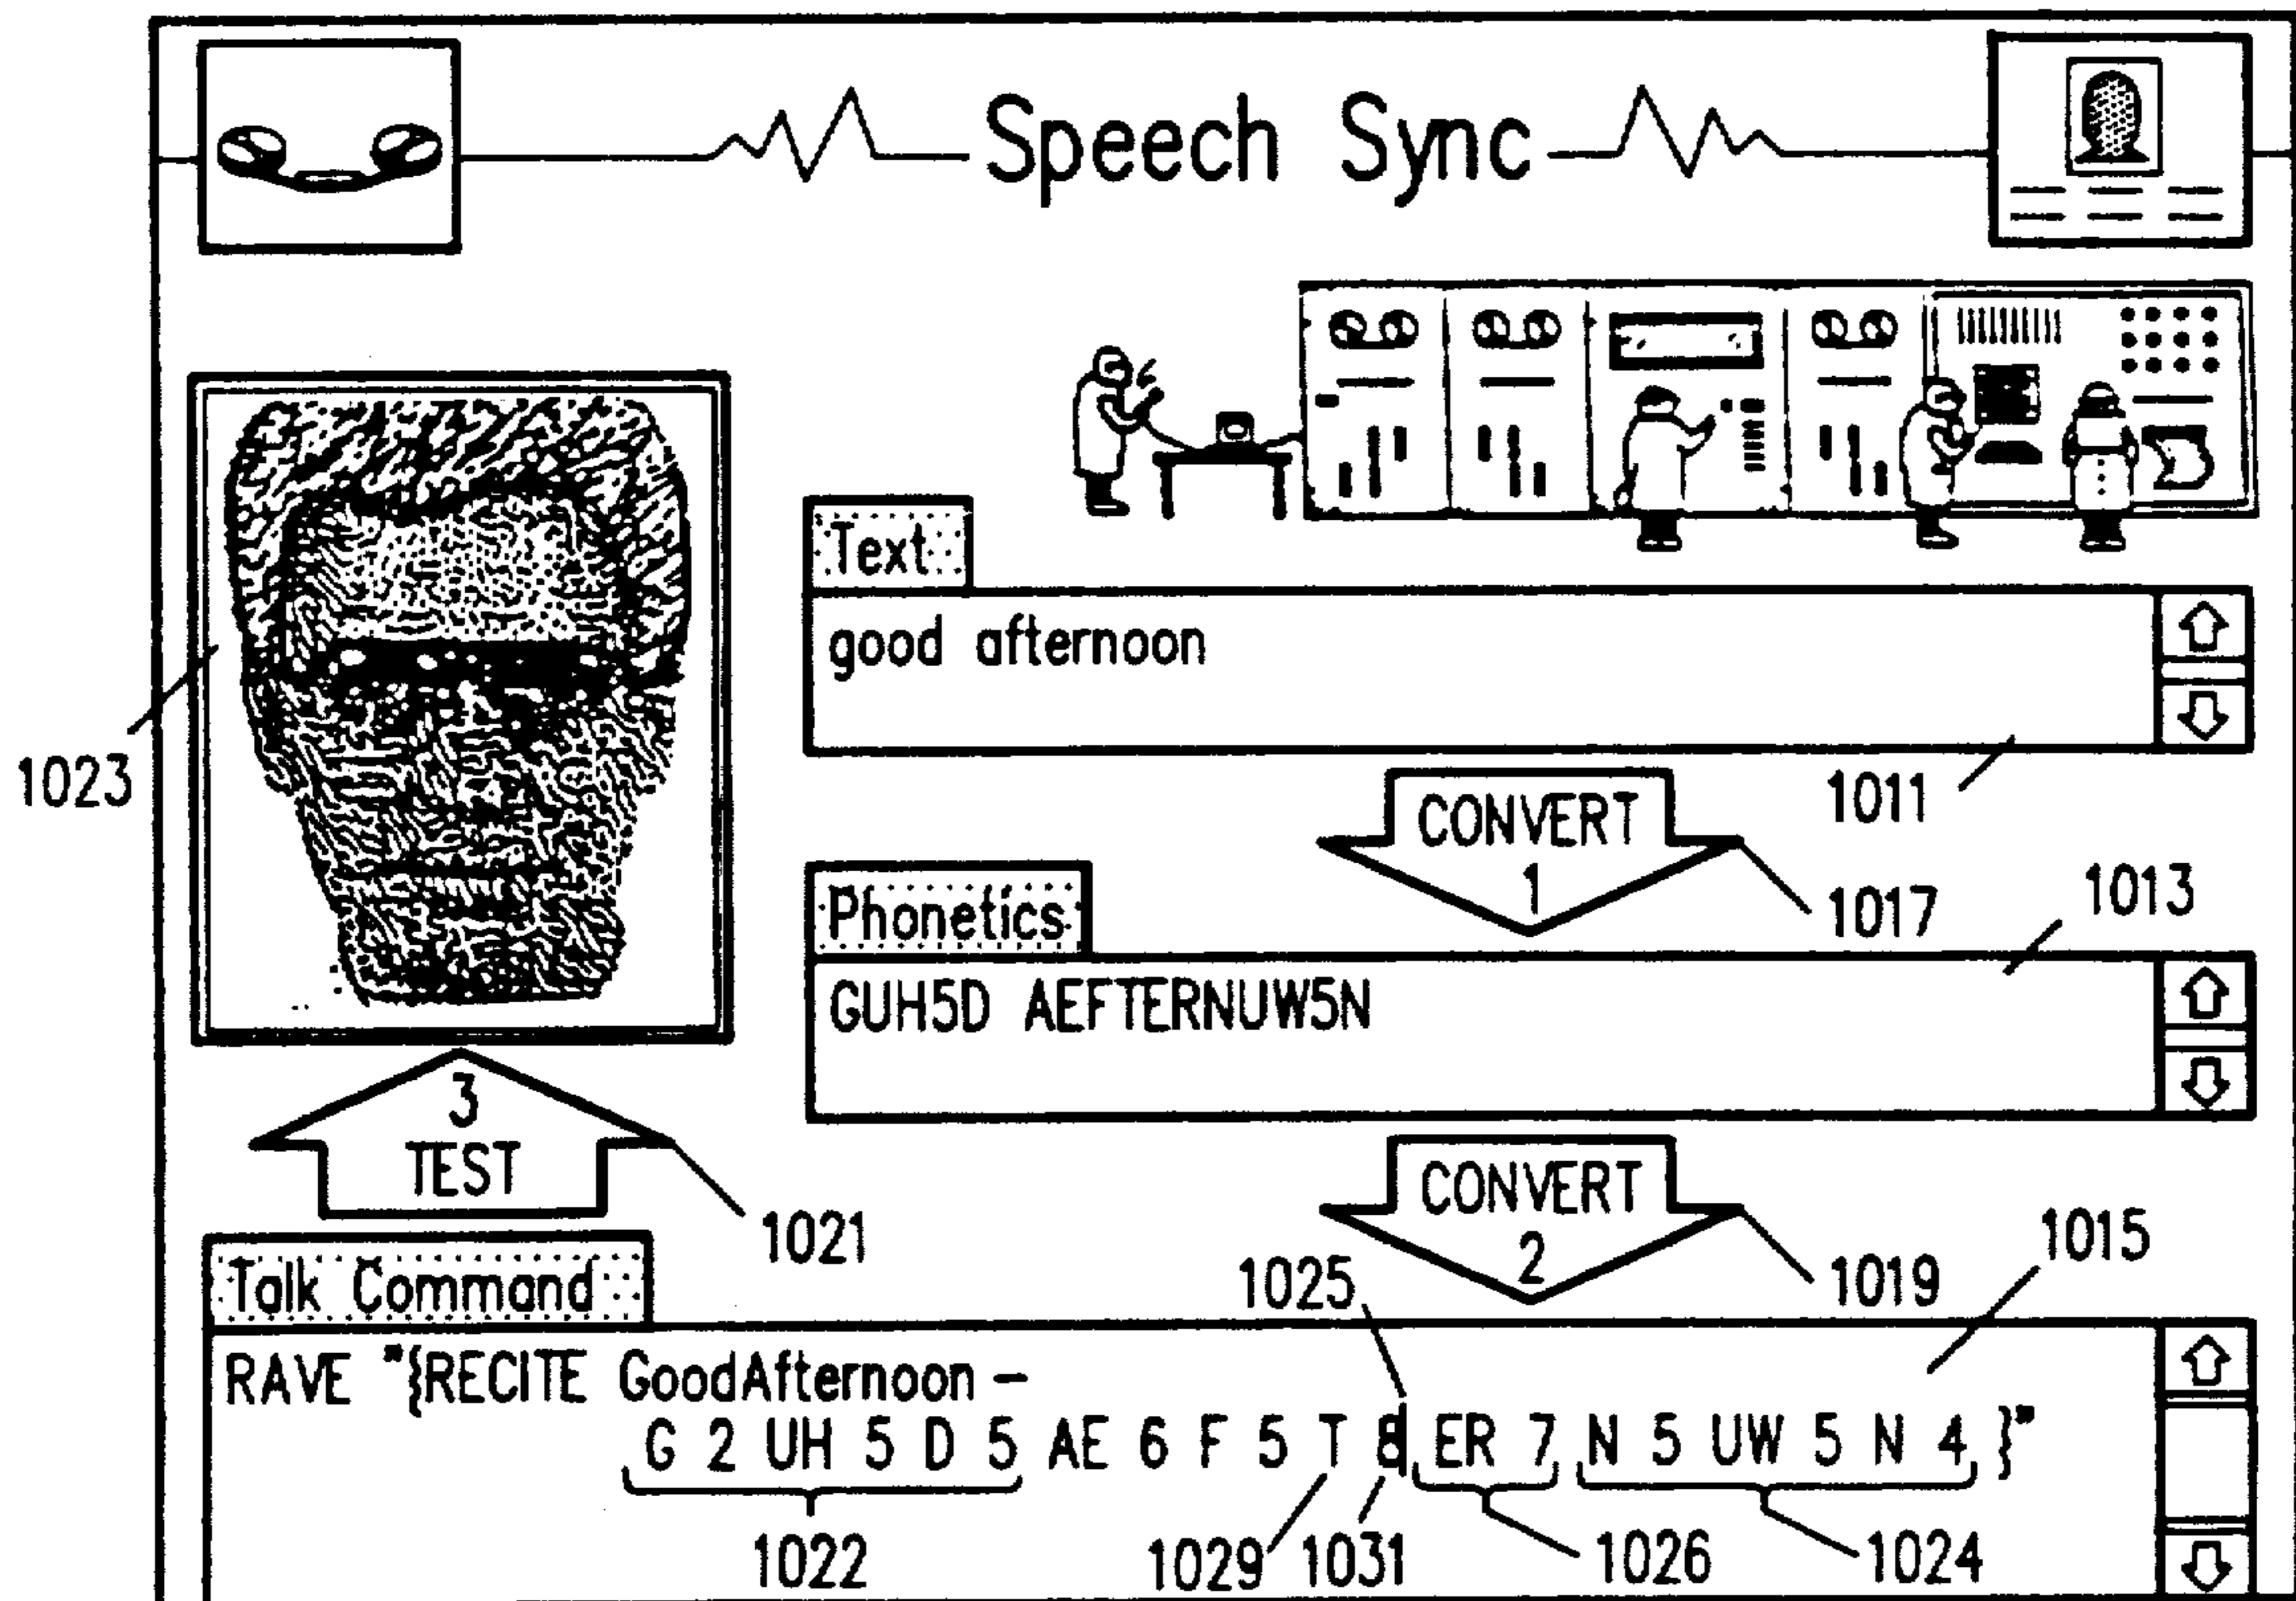 Speech Sync
Text
good afternoon
1023
1011
CONVERT
1
1017
1013
Phonetics
GUH5D AEFTERNUW5N
3
TEST
1021
CONVERT
2
1019
1025
1015
Talk Command
RAVE "{RECITE GoodAfternoon –
G 2 UH 5 D 5 AE 6 F 5 T 8 ER 7 N 5 UW 5 N 4 }"
1022
1029
1031
1026
1024